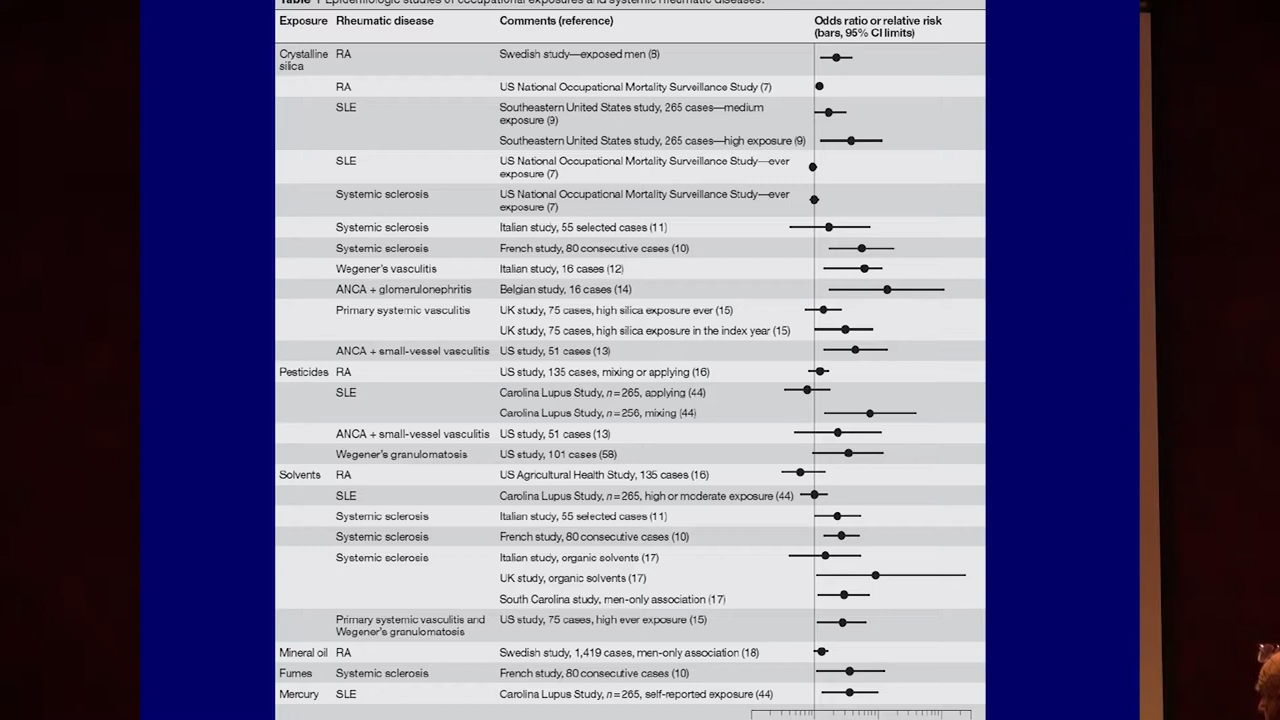 Table 1 Epidemiologic studies of occupational exposures and systemic rheumatic diseases.
Exposure Rheumatic disease Comments (reference) Odds ratio or relative risk
(bars, 95% CI limits)
Crystalline RA Swedish study—exposed men (8)
silica
RA US National Occupational Mortality Surveillance Study (7)
SLE Southeastern United States study, 265 cases—medium
exposure (9)
Southeastern United States study, 265 cases—high exposure (9)
SLE US National Occupational Mortality Surveillance Study—ever
exposure (7)
Systemic sclerosis US National Occupational Mortality Surveillance Study—ever
exposure (7)
Systemic sclerosis Italian study, 55 selected cases (11)
Systemic sclerosis French study, 80 consecutive cases (10)
Wegener's vasculitis Italian study, 16 cases (12)
ANCA + glomerulonephritis Belgian study, 16 cases (14)
Primary systemic vasculitis UK study, 75 cases, high silica exposure ever (15)
UK study, 75 cases, high silica exposure in the index year (15)
ANCA + small-vessel vasculitis US study, 51 cases (13)
Pesticides RA US study, 135 cases, mixing or applying (16)
SLE Carolina Lupus Study, n=265, applying (44)
Carolina Lupus Study, n=256, mixing (44)
ANCA + small-vessel vasculitis US study, 51 cases (13)
Wegener's granulomatosis US study, 101 cases (58)
Solvents RA US Agricultural Health Study, 135 cases (16)
SLE Carolina Lupus Study, n=265, high or moderate exposure (44)
Systemic sclerosis Italian study, 55 selected cases (11)
Systemic sclerosis French study, 80 consecutive cases (10)
Systemic sclerosis Italian study, organic solvents (17)
UK study, organic solvents (17)
South Carolina study, men-only association (17)
Primary systemic vasculitis and US study, 75 cases, high ever exposure (15)
Wegener's granulomatosis
Mineral oil RA Swedish study, 1,419 cases, men-only association (18)
Fumes Systemic sclerosis French study, 80 consecutive cases (10)
Mercury SLE Carolina Lupus Study, n=265, self-reported exposure (44)